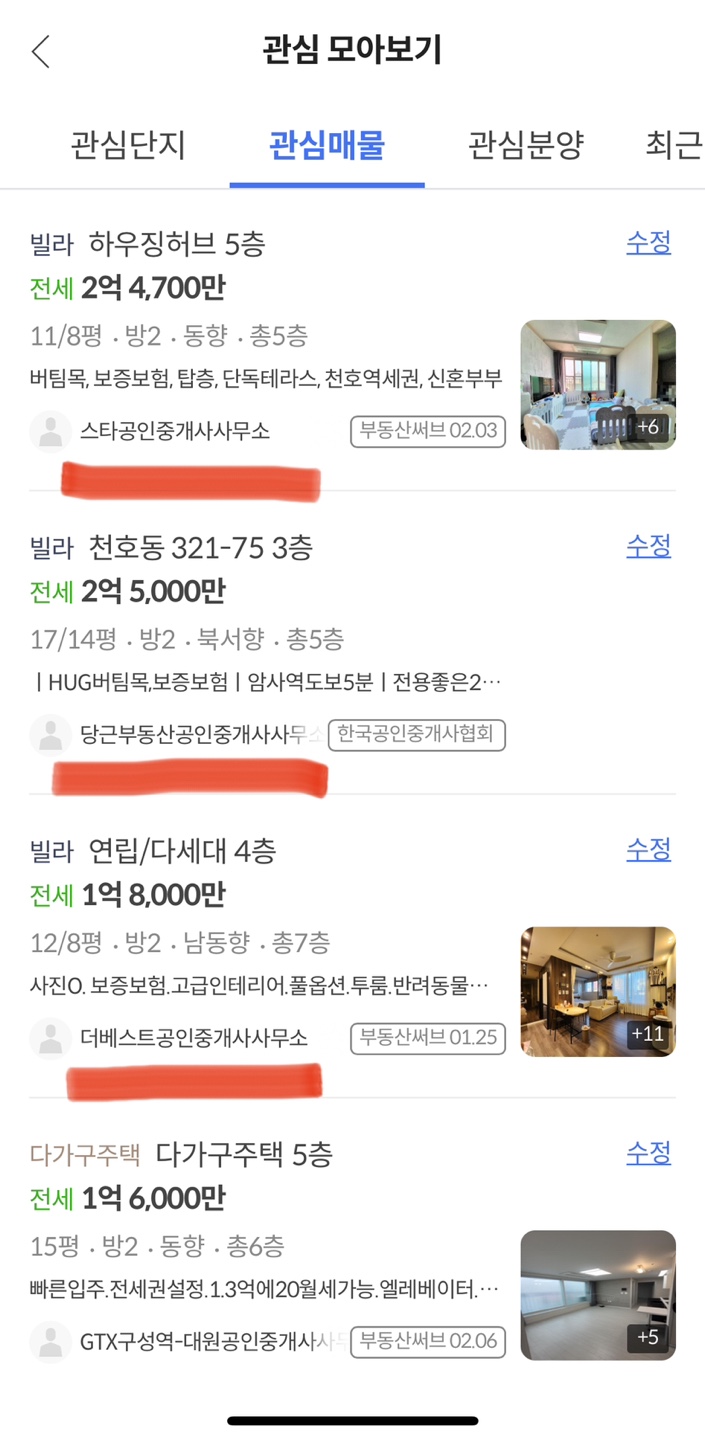 관심 모아보기
관심단지 관심매물 관심분양 최근
빌라 하우징허브 5층 수정
전세 2억 4,700만
11/8평 · 방2 · 동향 · 총5층
버팀목, 보증보험, 탑층, 단독테라스, 천호역세권, 신혼부부
+6
스타공인중개사사무소 부동산써브 02.03
빌라 천호동 321-75 3층 수정
전세 2억 5,000만
17/14평 · 방2 · 북서향 · 총5층
ㅣHUG버팀목,보증보험ㅣ암사역도보5분ㅣ전용좋은2…
당근부동산공인중개사사무소 한국공인중개사협회
빌라 연립/다세대 4층 수정
전세 1억 8,000만
12/8평 · 방2 · 남동향 · 총7층
사진O. 보증보험.고급인테리어.풀옵션.투룸.반려동물…
더베스트공인중개사사무소 부동산써브 01.25
+11
다가구주택 다가구주택 5층 수정
전세 1억 6,000만
15평 · 방2 · 동향 · 총6층
빠른입주.전세권설정.1.3억에20월세가능.엘레베이터.…
GTX구성역-대원공인중개사사무 부동산써브 02.06
+5